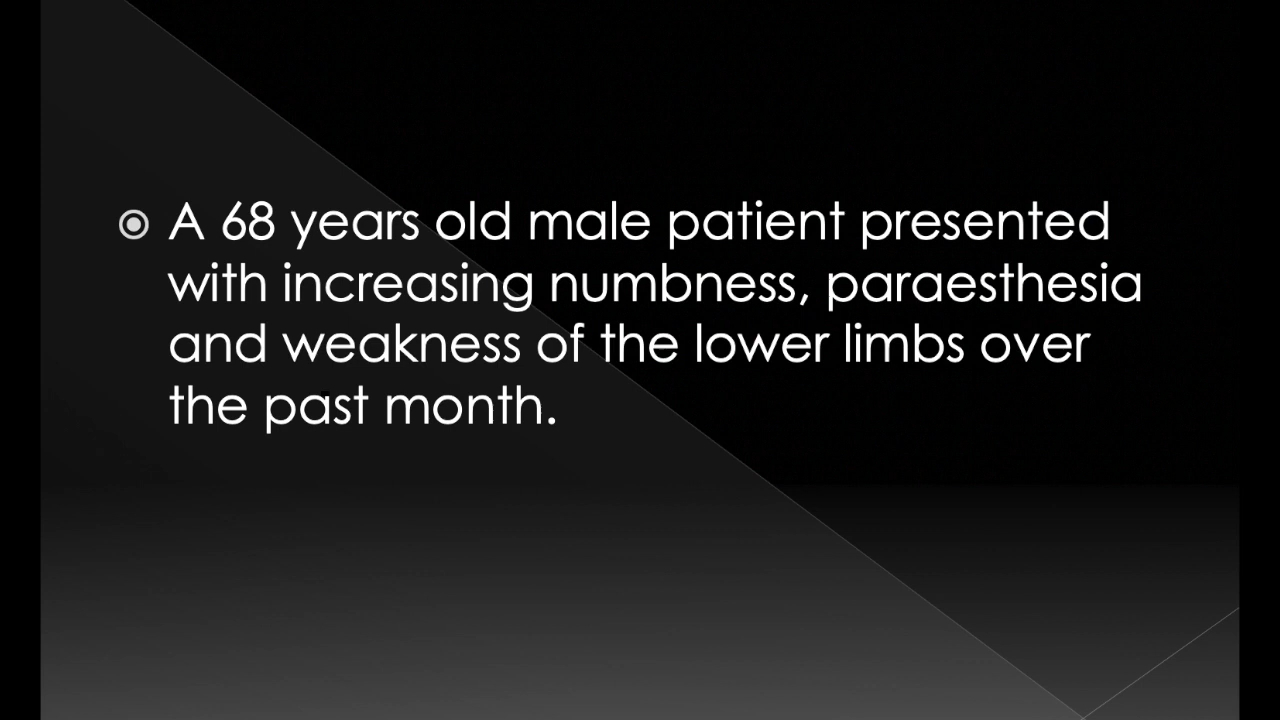 A 68 years old male patient presented
with increasing numbness, paraesthesia
and weakness of the lower limbs over
the past month.